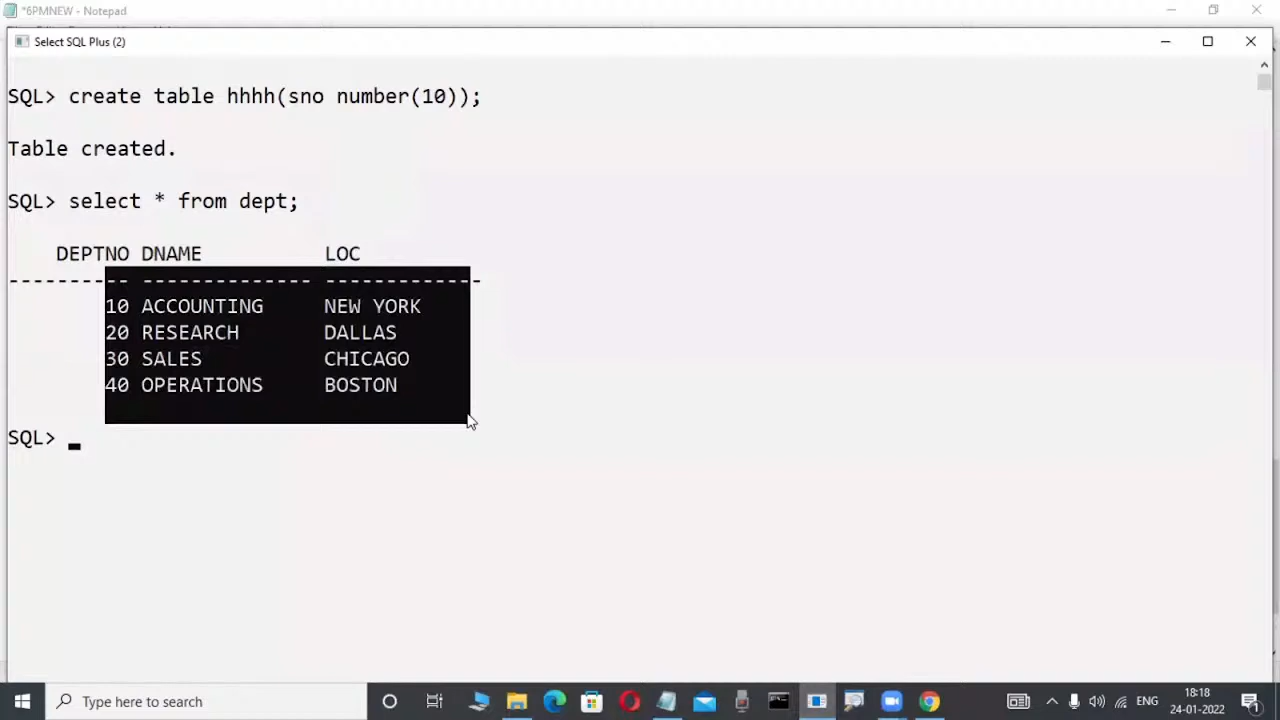 *6PMNEW - Notepad
Select SQL Plus (2)
SQL> create table hhhh(sno number(10));
Table created.
SQL> select * from dept;
DEPTNO DNAME LOC
---------- -------------- -------------
10 ACCOUNTING NEW YORK
20 RESEARCH DALLAS
30 SALES CHICAGO
40 OPERATIONS BOSTON
SQL>
Type here to search
ENG
18:18
24-01-2022
1